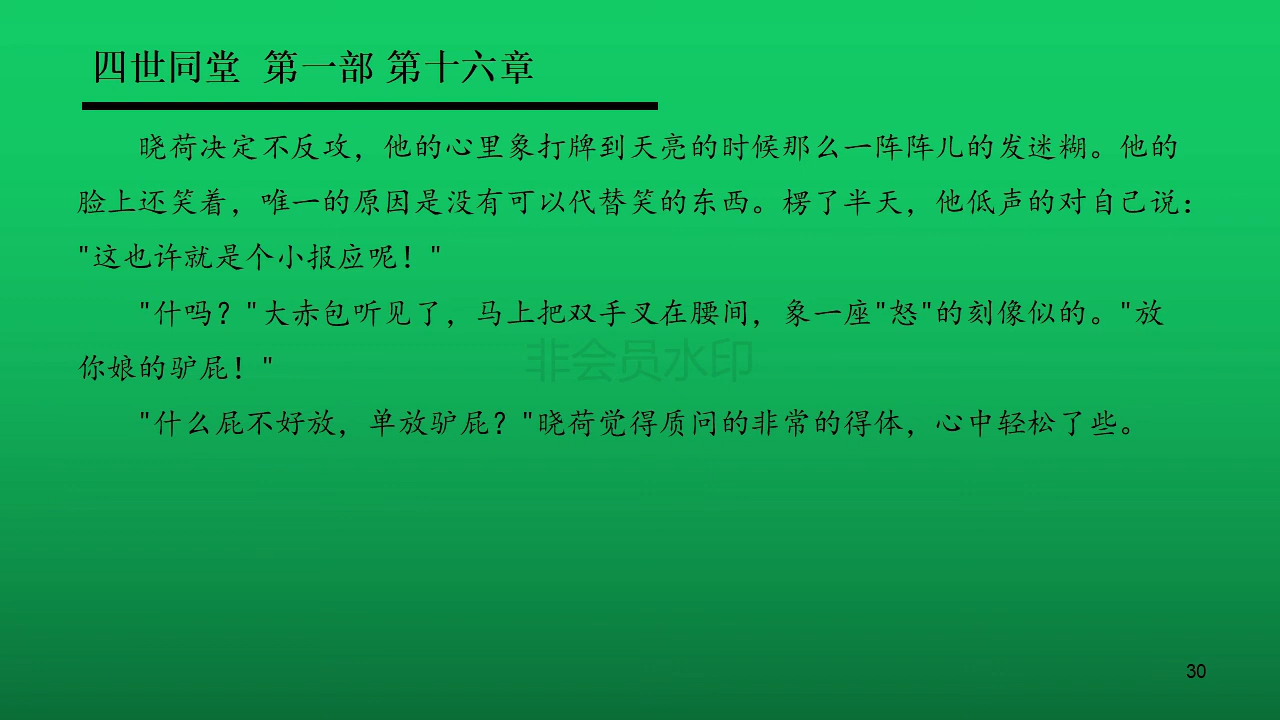 四世同堂 第一部 第十六章
晓荷决定不反攻，他的心里象打牌到天亮的时候那么一阵阵儿的发迷糊。他的
脸上还笑着，唯一的原因是没有可以代替笑的东西。楞了半天，他低声的对自己说：
"这也许就是个小报应呢！"
"什吗？"大赤包听见了，马上把双手叉在腰间，象一座"怒"的刻像似的。"放
你娘的驴屁！"
非会员水印
"什么屁不好放，单放驴屁？"晓荷觉得质问的非常的得体，心中轻松了些。
30